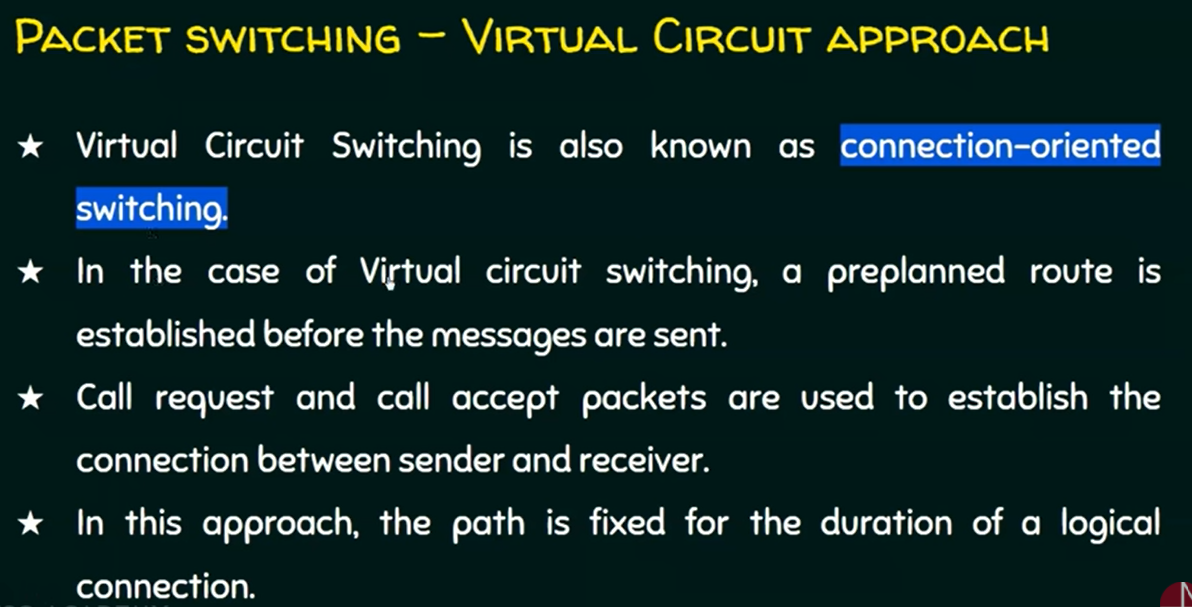 PACKET SWITCHING – VIRTUAL CIRCUIT APPROACH
★ Virtual Circuit Switching is also known as connection-oriented
switching.
★ In the case of Virtual circuit switching, a preplanned route is
established before the messages are sent.
★ Call request and call accept packets are used to establish the
connection between sender and receiver.
★ In this approach, the path is fixed for the duration of a logical
connection.